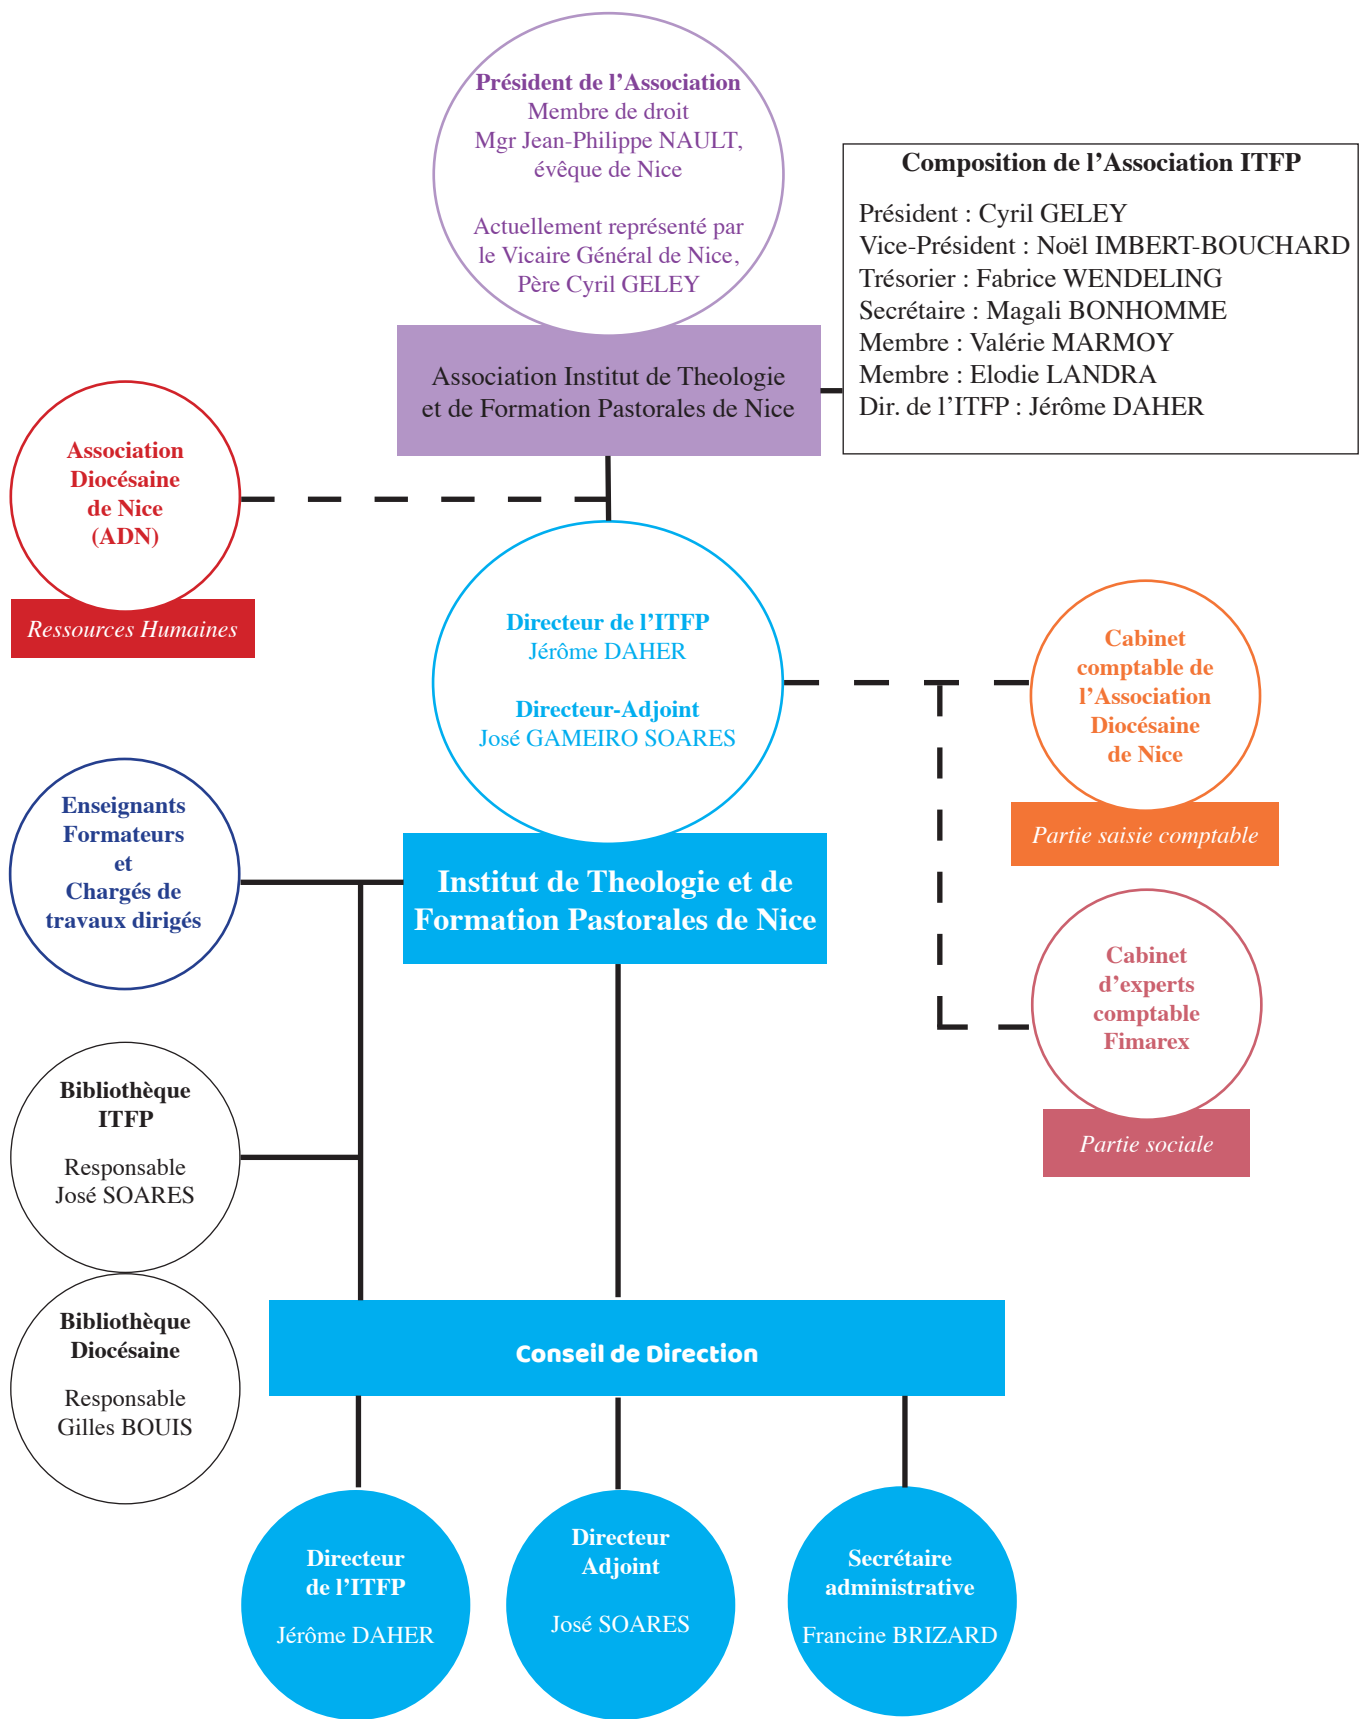 Président de l’Association
Membre de droit
Mgr Jean-Philippe NAULT,
évêque de Nice
Actuellement représenté par
le Vicaire Général de Nice,
Père Cyril GELEY
Association Institut de Theologie
et de Formation Pastorales de Nice
Composition de l’Association ITFP
Président : Cyril GELEY
Vice-Président : Noël IMBERT-BOUCHARD
Trésorier : Fabrice WENDELING
Secrétaire : Magali BONHOMME
Membre : Valérie MARMOY
Membre : Elodie LANDRA
Dir. de l’ITFP : Jérôme DAHER
Association
Diocésaine
de Nice
(ADN)
Ressources Humaines
Directeur de l’ITFP
Jérôme DAHER
Directeur-Adjoint
José GAMEIRO SOARES
Institut de Theologie et de
Formation Pastorales de Nice
Cabinet
comptable de
l’Association
Diocésaine
de Nice
Partie saisie comptable
Cabinet
d’experts
comptable
Fimarex
Partie sociale
Enseignants
Formateurs
et
Chargés de
travaux dirigés
Bibliothèque
ITFP
Responsable
José SOARES
Bibliothèque
Diocésaine
Responsable
Gilles BOUIS
Conseil de Direction
Directeur
de l’ITFP
Jérôme DAHER
Directeur
Adjoint
José SOARES
Secrétaire
administrative
Francine BRIZARD